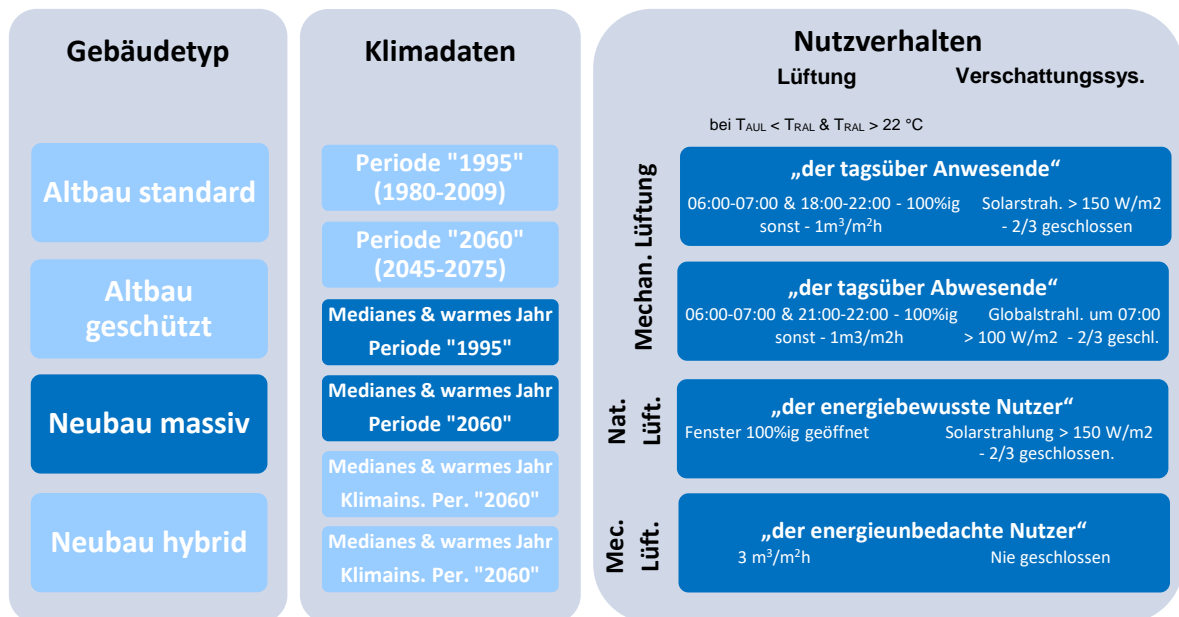 Gebäudetyp
Altbau standard
Altbau
geschützt
Neubau massiv
Neubau hybrid
Klimadaten
Periode "1995"
(1980-2009)
Periode "2060"
(2045-2075)
Medianes & warmes Jahr
Periode "1995"
Medianes & warmes Jahr
Periode "2060"
Medianes & warmes Jahr
Klimains. Per. "2060"
Medianes & warmes Jahr
Klimains. Per. "2060"
Nutzverhalten
Lüftung Verschattungssys.
bei TAUL < TRAL & TRAL > 22 °C
Mechan. Lüftung
„der tagsüber Anwesende“
06:00-07:00 & 18:00-22:00 - 100%ig Solarstrah. > 150 W/m2
sonst - 1m³/m²h - 2/3 geschlossen
„der tagsüber Abwesende“
06:00-07:00 & 21:00-22:00 - 100%ig Globalstrahl. um 07:00
sonst - 1m3/m2h > 100 W/m2 - 2/3 geschl.
Nat.
Lüft.
„der energiebewusste Nutzer“
Fenster 100%ig geöffnet Solarstrahlung > 150 W/m2
- 2/3 geschlossen.
Mec.
Lüft.
„der energieunbedachte Nutzer“
3 m³/m²h Nie geschlossen